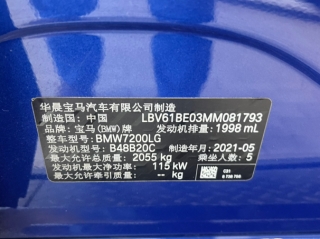 华晨宝马汽车有限公司制造
制造国：中国 LBV61BE03MM081793
品牌：宝马(BMW)牌 发动机排量：1998 mL
整车型号：BMW7200LG
发动机型号：B48B20C 制造年月：2021-05
最大允许总质量：2055 kg 乘坐人数：5
发动机最大净功率：115 kW
最大允许牵引质量：-- kg